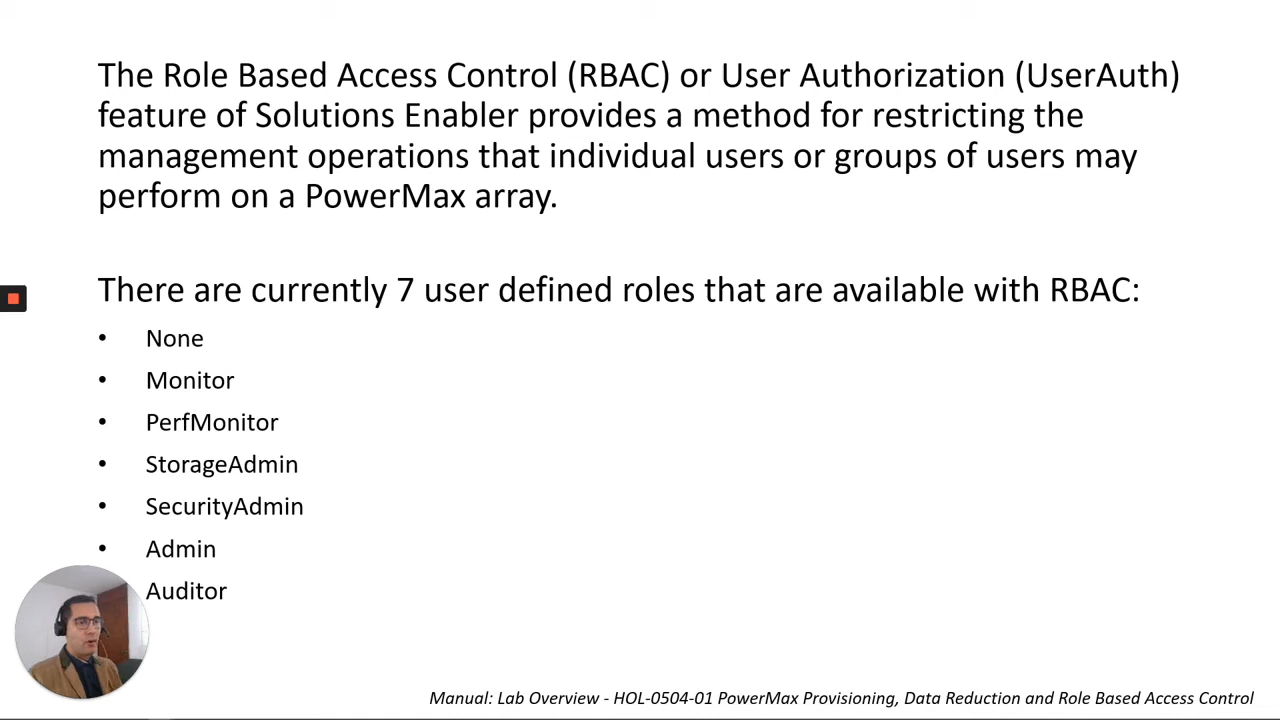 The Role Based Access Control (RBAC) or User Authorization (UserAuth)
feature of Solutions Enabler provides a method for restricting the
management operations that individual users or groups of users may
perform on a PowerMax array.
There are currently 7 user defined roles that are available with RBAC:
• None
• Monitor
• PerfMonitor
• StorageAdmin
• SecurityAdmin
• Admin
Auditor
Manual: Lab Overview - HOL-0504-01 PowerMax Provisioning, Data Reduction and Role Based Access Control